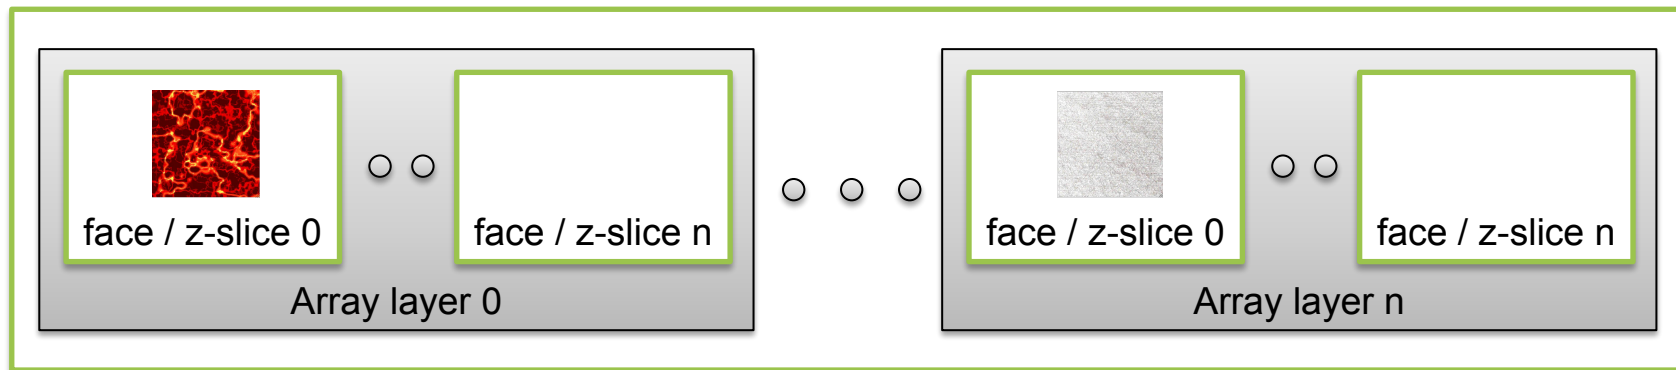 face / z-slice 0
face / z-slice n
Array layer 0
face / z-slice 0
face / z-slice n
Array layer n